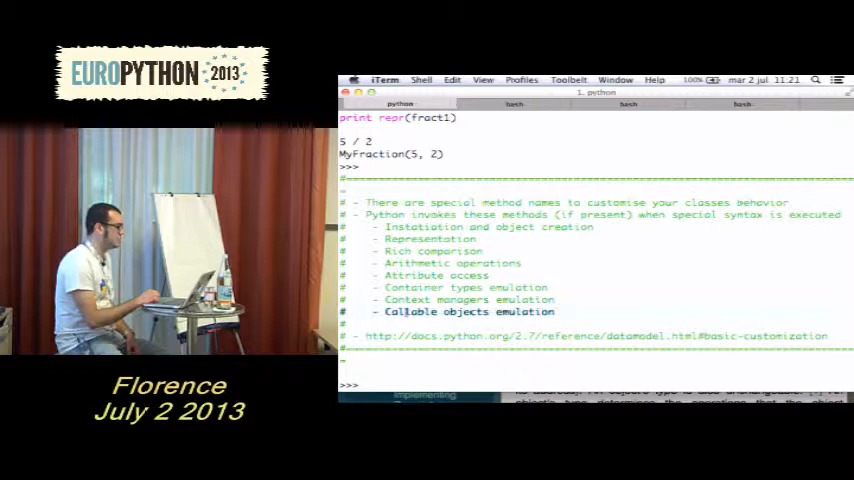 EUROPYTHON 2013
iTerm Shell Edit View Profiles Toolbelt Window Help 100% mar 2 jul 11:21
1. python
python bash bash bash
print repr(fract1)
5 / 2
MyFraction(5, 2)
>>>
#
# - There are special method names to customise your classes behavior
# - Python invokes these methods (if present) when special syntax is executed
# - Instatiation and object creation
# - Representation
# - Rich comparison
# - Arithmetic operations
# - Attribute access
# - Container types emulation
# - Context managers emulation
# - Callable objects emulation
#
# - http://docs.python.org/2.7/reference/datamodel.html#basic-customization
#
>>>
Implementing
Florence
July 2 2013